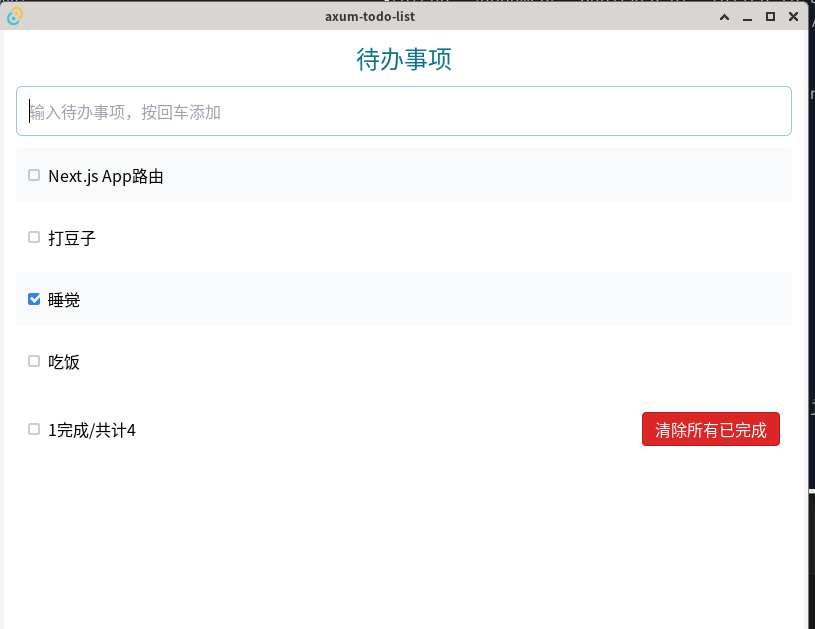 axum-todo-list
待办事项
输入待办事项，按回车添加
Next.js App路由
打豆子
睡觉
吃饭
1完成/共计4
清除所有已完成